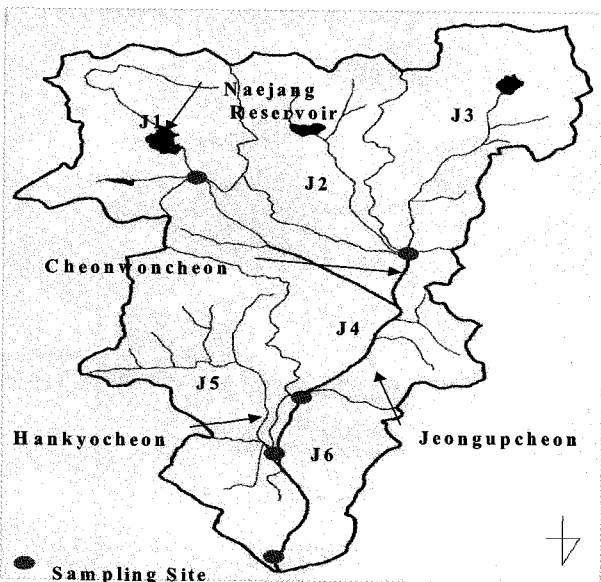 Naejang
Reservoir
J1
J3
J2
Cheonwoncheon
J4
J5
Hankyocheon
Jeongupcheon
J6
Sampling Site